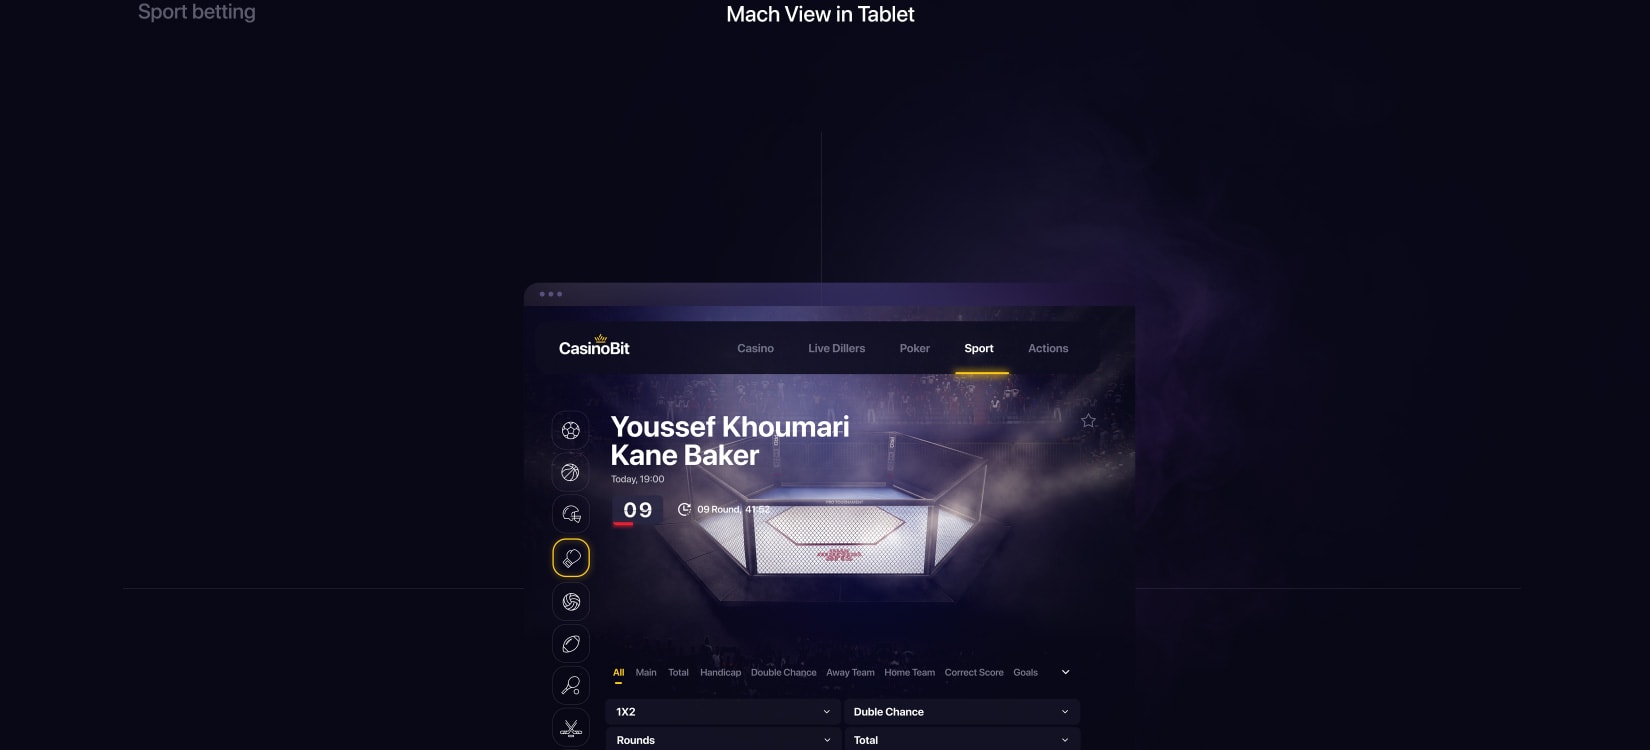 Sport betting
Mach View in Tablet
CasinoBit
Casino
Live Dillers
Poker
Sport
Actions
Youssef Khoumari
Kane Baker
Today, 19:00
09
09 Round, 41:52
PRO TOURNAMENT
All
Main
Total
Handicap
Double Chance
Away Team
Home Team
Correct Score
Goals
1X2
Duble Chance
Rounds
Total